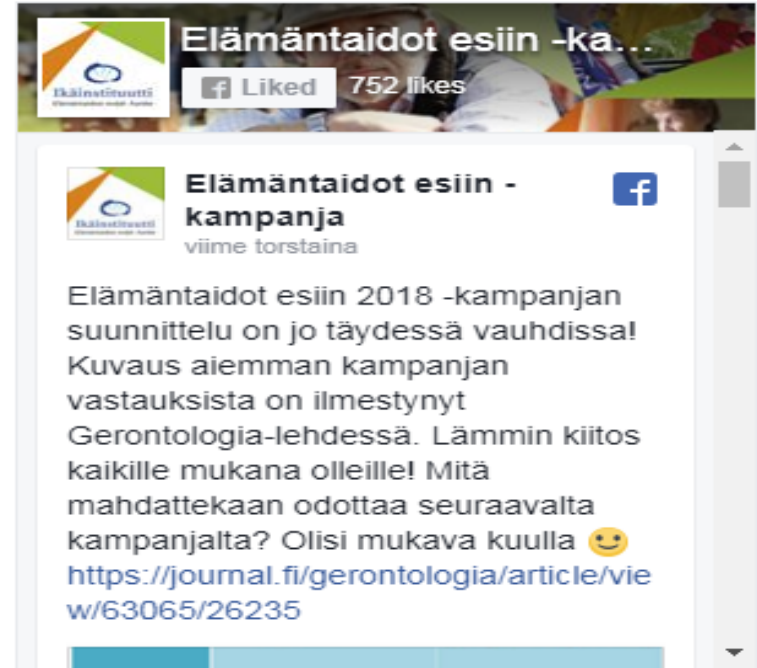 Elämäntaidot esiin -ka...
Ikäinstituutti
Liked 752 likes
Elämäntaidot esiin -
kampanja
Ikäinstituutti
viime torstaina
Elämäntaidot esiin 2018 -kampanjan
suunnittelu on jo täydessä vauhdissa!
Kuvaus aiemman kampanjan
vastauksista on ilmestynyt
Gerontologia-lehdessä. Lämmin kiitos
kaikille mukana olleille! Mitä
mahdattekaan odottaa seuraavalta
kampanjalta? Olisi mukava kuulla 🙂
https://journal.fi/gerontologia/article/vie
w/63065/26235